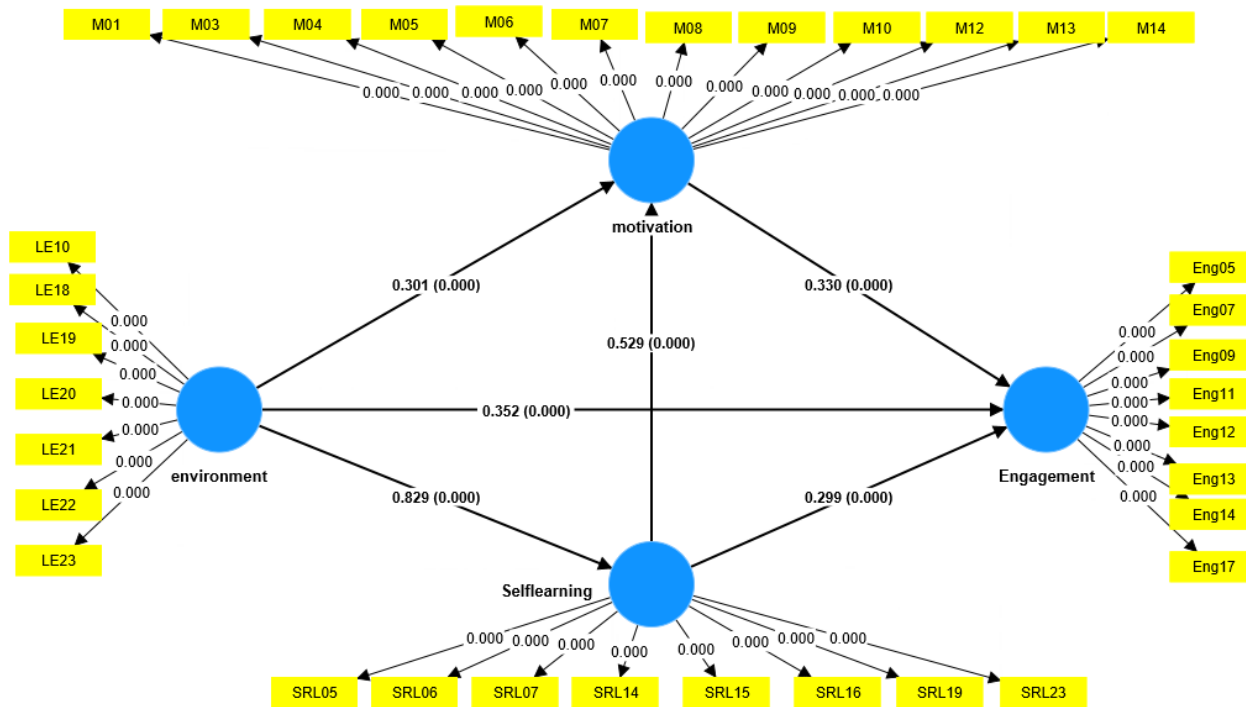 M01 M03 M04 M05 M06 M07 M08 M09 M10 M12 M13 M14
0.000 0.000 0.000 0.000 0.000 0.000 0.000 0.000 0.000 0.000 0.000 0.000
motivation
LE10
LE18
LE19
LE20
LE21
LE22
LE23
0.000
0.000
0.000
0.000
0.000
0.000
0.000
environment
0.301 (0.000)
0.330 (0.000)
0.529 (0.000)
0.352 (0.000)
0.829 (0.000)
0.299 (0.000)
Eng05
Eng07
Eng09
Eng11
Eng12
Eng13
Eng14
Eng17
0.000
0.000
0.000
0.000
0.000
0.000
0.000
0.000
Engagement
Selflearning
0.000 0.000 0.000 0.000 0.000 0.000 0.000 0.000
SRL05 SRL06 SRL07 SRL14 SRL15 SRL16 SRL19 SRL23